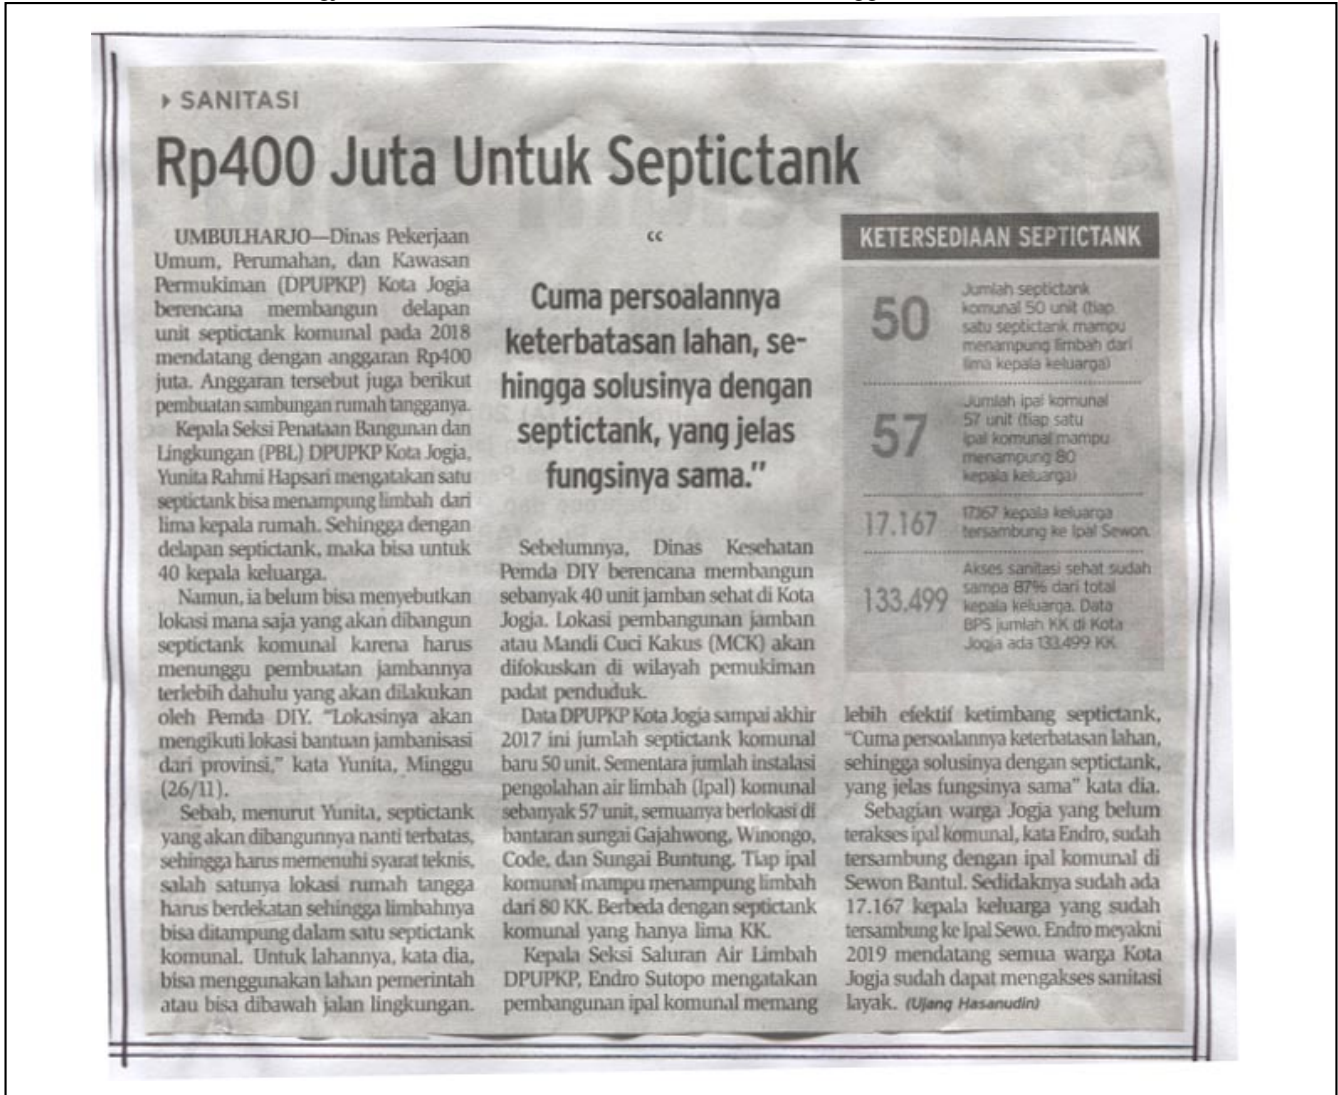 SANITASI
Rp400 Juta Untuk Septictank
UMBULHARJO—Dinas Pekerjaan
Umum, Perumahan, dan Kawasan
Permukiman (DPUPKP) Kota Jogja
berencana membangun delapan
unit septictank komunal pada 2018
mendatang dengan anggaran Rp400
juta. Anggaran tersebut juga berikut
pembuatan sambungan rumah tangganya.
Kepala Seksi Penataan Bangunan dan
Lingkungan (PBL) DPUPKP Kota Jogja,
Yunita Rahmi Hapsari mengatakan satu
septictank bisa menampung limbah dari
lima kepala rumah. Sehingga dengan
delapan septictank, maka bisa untuk
40 kepala keluarga.
Namun, ia belum bisa menyebutkan
lokasi mana saja yang akan dibangun
septictank komunal karena harus
menunggu pembuatan jambannya
terlebih dahulu yang akan dilakukan
oleh Pemda DIY. "Lokasinya akan
mengikuti lokasi bantuan jambanisasi
dari provinsi," kata Yunita, Minggu
(26/11).
Sebab, menurut Yunita, septictank
yang akan dibangunnya nanti terbatas,
sehingga harus memenuhi syarat teknis,
salah satunya lokasi rumah tangga
harus berdekatan sehingga limbahnya
bisa ditampung dalam satu septictank
komunal. Untuk lahannya, kata dia,
bisa menggunakan lahan pemerintah
atau bisa dibawah jalan lingkungan.
“
Cuma persoalannya
keterbatasan lahan, se-
hingga solusinya dengan
septictank, yang jelas
fungsinya sama."
Sebelumnya, Dinas Kesehatan
Pemda DIY berencana membangun
sebanyak 40 unit jamban sehat di Kota
Jogja. Lokasi pembangunan jamban
atau Mandi Cuci Kakus (MCK) akan
difokuskan di wilayah pemukiman
padat penduduk.
Data DPUPKP Kota Jogja sampai akhir
2017 ini jumlah septictank komunal
baru 50 unit. Sementara jumlah instalasi
pengolahan air limbah (Ipal) komunal
sebanyak 57 unit, semuanya berlokasi di
bantaran sungai Gajahwong, Winongo,
Code, dan Sungai Buntung. Tiap ipal
komunal mampu menampung limbah
dari 80 KK. Berbeda dengan septictank
komunal yang hanya lima KK.
Kepala Seksi Saluran Air Limbah
DPUPKP, Endro Sutopo mengatakan
pembangunan ipal komunal memang
KETERSEDIAAN SEPTICTANK
50
Jumlah septictank
komunal 50 unit (tiap
satu septictank mampu
menampung limbah dari
lima kepala keluarga)
57
Jumlah ipal komunal
57 unit (tiap satu
ipal komunal mampu
menampung 80
kepala keluarga)
17.167
17.167 kepala keluarga
tersambung ke Ipal Sewon.
133.499
Akses sanitasi sehat sudah
sampa 87% dari total
kepala keluarga. Data
BPS jumlah KK di Kota
Jogja ada 133.499 KK.
lebih efektif ketimbang septictank,
"Cuma persoalannya keterbatasan lahan,
sehingga solusinya dengan septictank,
yang jelas fungsinya sama" kata dia.
Sebagian warga Jogja yang belum
terakses ipal komunal, kata Endro, sudah
tersambung dengan ipal komunal di
Sewon Bantul. Sedidaknya sudah ada
17.167 kepala keluarga yang sudah
tersambung ke Ipal Sewo. Endro meyakni
2019 mendatang semua warga Kota
Jogja sudah dapat mengakses sanitasi
layak. (Ujang Hasanudin)